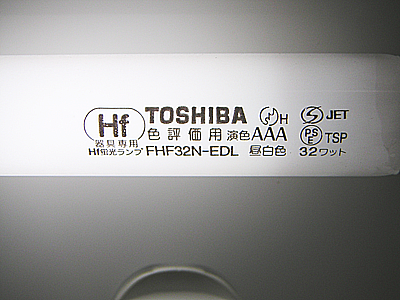 Hf TOSHIBA H S JET
器具専用 色評価用 演色AAA PSE TSP
Hf蛍光ランプ FHF32N-EDL 昼白色 32ワット